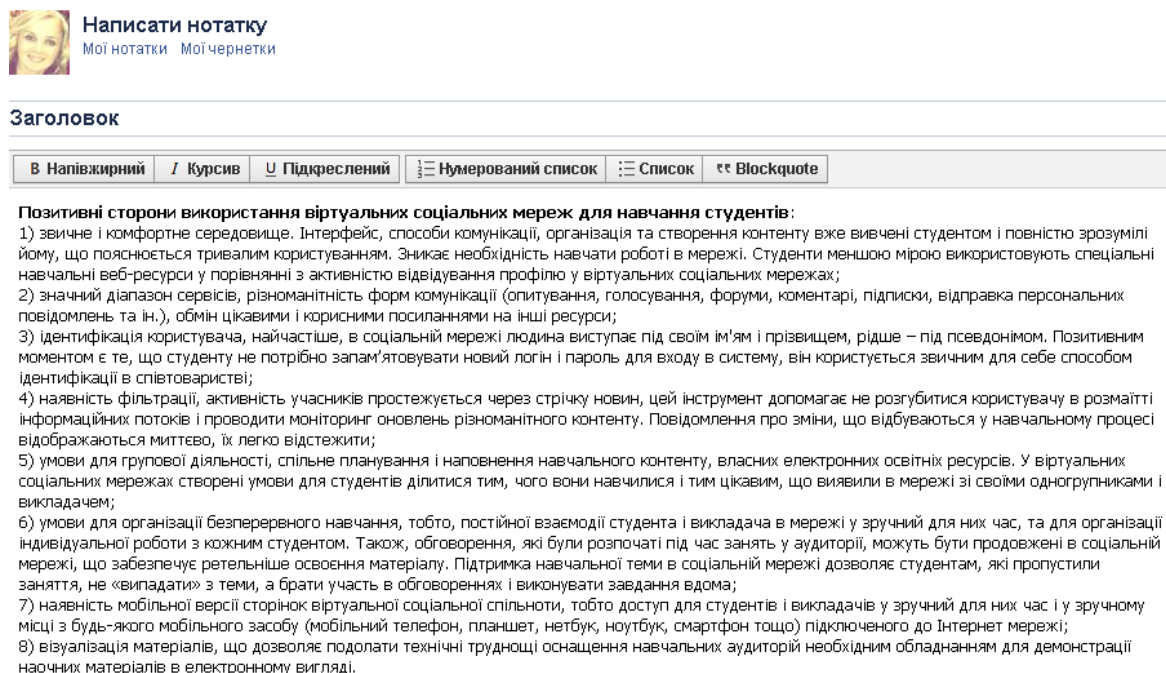 Написати нотатку
Мої нотатки Мої чернетки
Заголовок
B Напівжирний I Курсив U Підкреслений Нумерований список Список Blockquote
Позитивні сторони використання віртуальних соціальних мереж для навчання студентів:
1) звичне і комфортне середовище. Інтерфейс, способи комунікації, організація та створення контенту вже вивчені студентом і повністю зрозумілі
йому, що пояснюється тривалим користуванням. Зникає необхідність навчати роботі в мережі. Студенти меншою мірою використовують спеціальні
навчальні веб-ресурси у порівнянні з активністю відвідування профілю у віртуальних соціальних мережах;
2) значний діапазон сервісів, різноманітність форм комунікації (опитування, голосування, форуми, коментарі, підписки, відправка персональних
повідомлень та ін.), обмін цікавими і корисними посиланнями на інші ресурси;
3) ідентифікація користувача, найчастіше, в соціальній мережі людина виступає під своїм ім'ям і прізвищем, рідше – під псевдонімом. Позитивним
моментом є те, що студенту не потрібно запам'ятовувати новий логін і пароль для входу в систему, він користується звичним для себе способом
ідентифікації в співтоваристві;
4) наявність фільтрації, активність учасників простежується через стрічку новин, цей інструмент допомагає не розгубитися користувачу в розмаїтті
інформаційних потоків і проводити моніторинг оновлень різноманітного контенту. Повідомлення про зміни, що відбуваються у навчальному процесі
відображаються миттєво, їх легко відстежити;
5) умови для групової діяльності, спільне планування і наповнення навчального контенту, власних електронних освітніх ресурсів. У віртуальних
соціальних мережах створені умови для студентів ділитися тим, чого вони навчилися і тим цікавим, що виявили в мережі зі своїми одногрупниками і
викладачем;
6) умови для організації безперервного навчання, тобто, постійної взаємодії студента і викладача в мережі у зручний для них час, та для організації
індивідуальної роботи з кожним студентом. Також, обговорення, які були розпочаті під час занять у аудиторії, можуть бути продовжені в соціальній
мережі, що забезпечує ретельніше освоєння матеріалу. Підтримка навчальної теми в соціальній мережі дозволяє студентам, які пропустили
заняття, не «випадати» з теми, а брати участь в обговореннях і виконувати завдання вдома;
7) наявність мобільної версії сторінок віртуальної соціальної спільноти, тобто доступ для студентів і викладачів у зручний для них час і у зручному
місці з будь-якого мобільного засобу (мобільний телефон, планшет, нетбук, ноутбук, смартфон тощо) підключеного до Інтернет мережі;
8) візуалізація матеріалів, що дозволяє подолати технічні труднощі оснащення навчальних аудиторій необхідним обладнанням для демонстрації
наочних матеріалів в електронному вигляді.